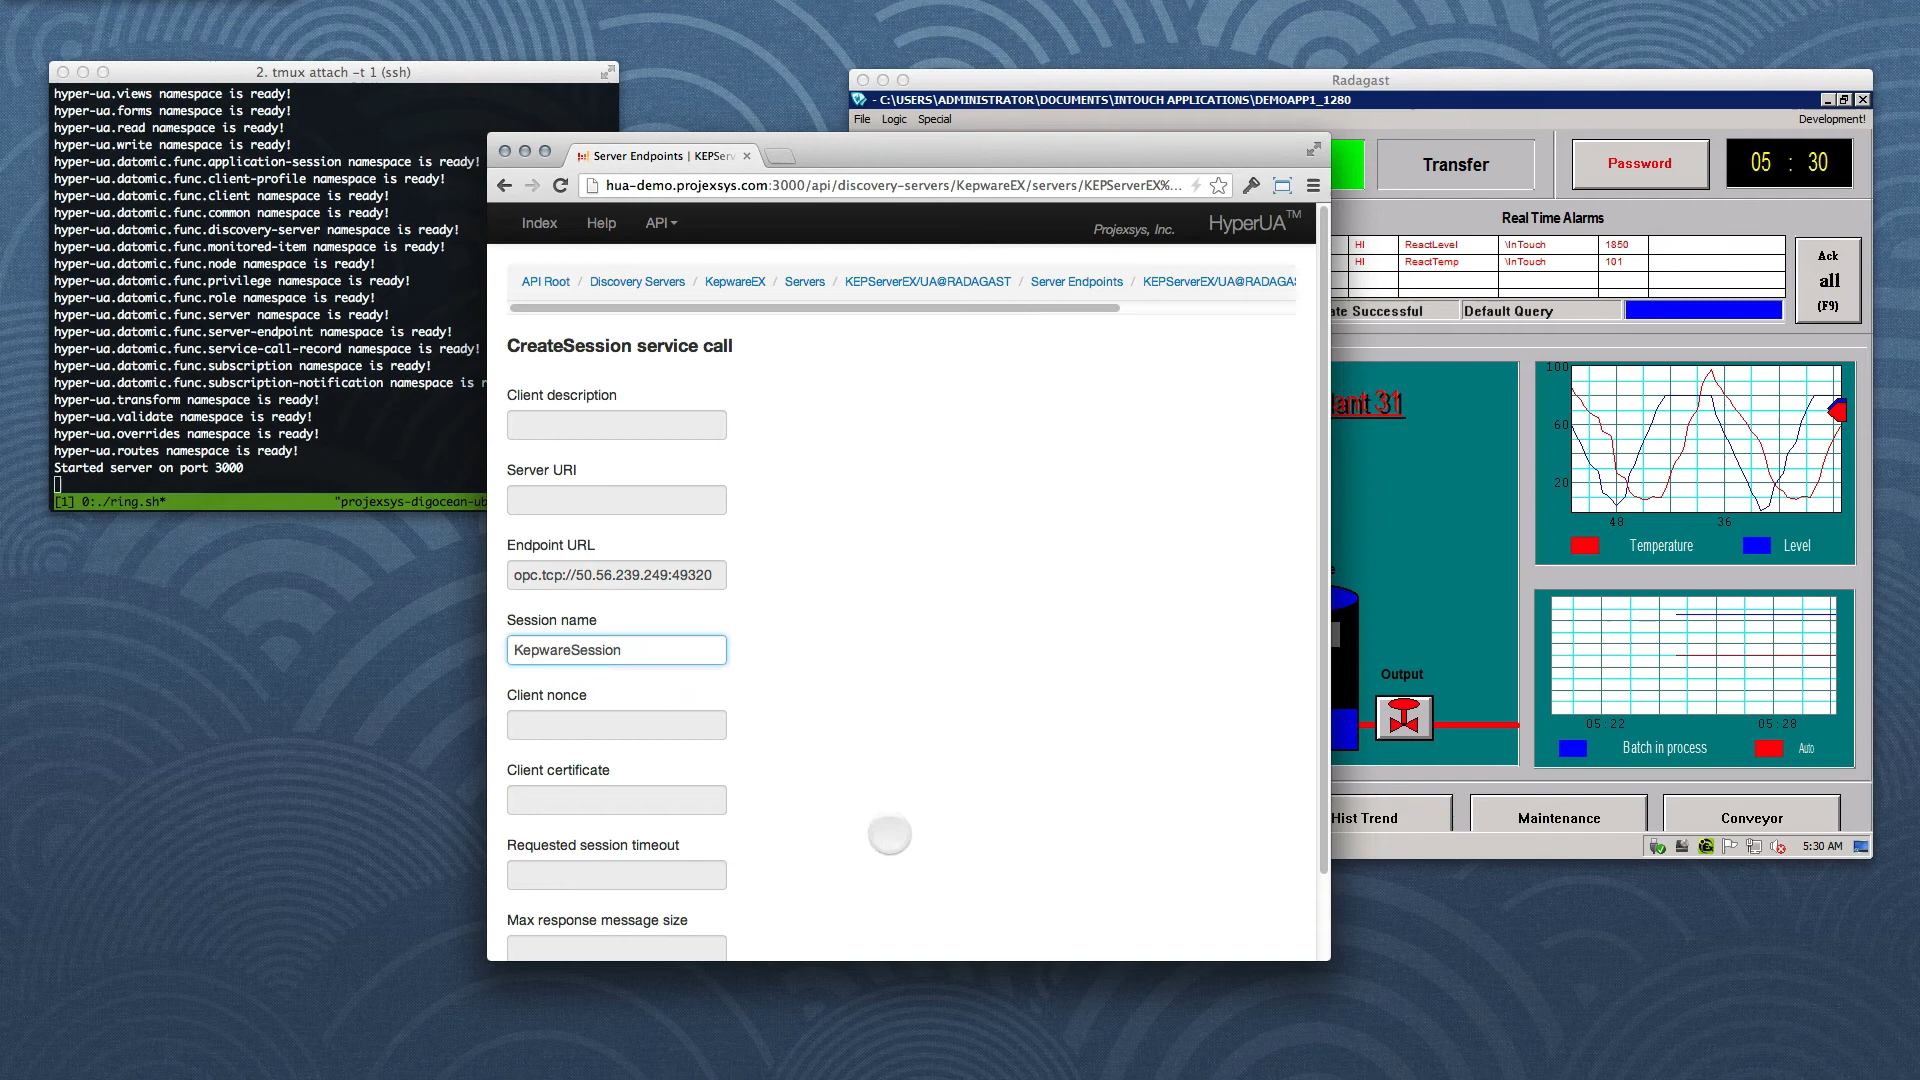 2. tmux attach -t 1 (ssh)
hyper-ua.views namespace is ready!
hyper-ua.forms namespace is ready!
hyper-ua.read namespace is ready!
hyper-ua.write namespace is ready!
hyper-ua.datomic.func.application-session namespace is ready!
hyper-ua.datomic.func.client-profile namespace is ready!
hyper-ua.datomic.func.client namespace is ready!
hyper-ua.datomic.func.common namespace is ready!
hyper-ua.datomic.func.discovery-server namespace is ready!
hyper-ua.datomic.func.monitored-item namespace is ready!
hyper-ua.datomic.func.node namespace is ready!
hyper-ua.datomic.func.privilege namespace is ready!
hyper-ua.datomic.func.role namespace is ready!
hyper-ua.datomic.func.server namespace is ready!
hyper-ua.datomic.func.server-endpoint namespace is ready!
hyper-ua.datomic.func.service-call-record namespace is ready!
hyper-ua.datomic.func.subscription namespace is ready!
hyper-ua.datomic.func.subscription-notification namespace is r
hyper-ua.transform namespace is ready!
hyper-ua.validate namespace is ready!
hyper-ua.overrides namespace is ready!
hyper-ua.routes namespace is ready!
Started server on port 3000
[1] 0:./ring.sh* "projexsys-digocean-ub
Server Endpoints | KEPServ
hua-demo.projexsys.com:3000/api/discovery-servers/KepwareEX/servers/KEPServerEX%...
Index Help API Projexsys, Inc. HyperUA™
API Root / Discovery Servers / KepwareEX / Servers / KEPServerEX/UA@RADAGAST / Server Endpoints / KEPServerEX/UA@RADAGAS
CreateSession service call
Client description
Server URI
Endpoint URL
opc.tcp://50.56.239.249:49320
Session name
KepwareSession
Client nonce
Client certificate
Requested session timeout
Max response message size
Radagast
- C:\USERS\ADMINISTRATOR\DOCUMENTS\INTOUCH APPLICATIONS\DEMOAPP1_1280
File Logic Special Development!
Transfer Password 05 : 30
Real Time Alarms
HI ReactLevel \InTouch 1850
HI ReactTemp \InTouch 101
Ack
all
(F9)
te Successful Default Query
lant 31
100
60
20
48 36
Temperature Level
Output
05:22 05:28
Batch in process Auto
Hist Trend Maintenance Conveyor
5:30 AM